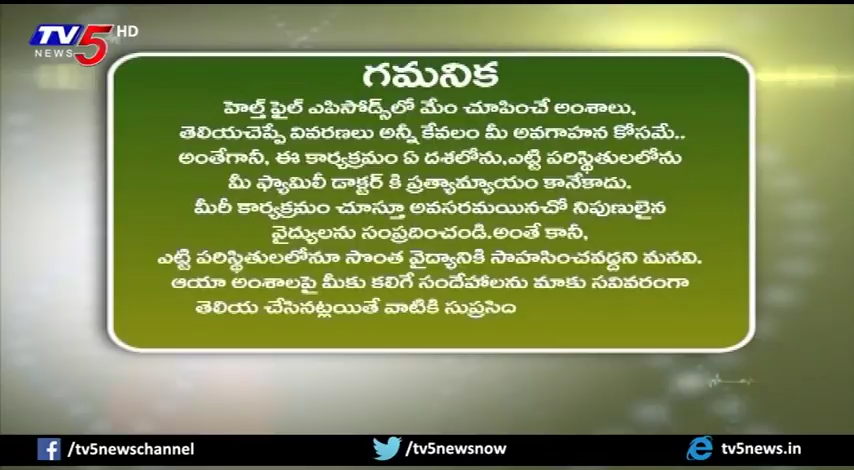 TV5 HD
NEWS
గమనిక
హెల్త్ ఫైల్ ఎపిసోడ్స్‌లో మేం చూపించే అంశాలు,
తెలియచెప్పే వివరణలు అన్నీ కేవలం మీ అవగాహన కోసమే..
అంతేగానీ, ఈ కార్యక్రమం ఏ దశలోను,ఎట్టి పరిస్థితులలోను
మీ ఫ్యామిలీ డాక్టర్ కి ప్రత్యామ్యాయం కానేకాదు.
మీరీ కార్యక్రమం చూస్తూ అవసరమయినచో నిపుణులైన
వైద్యులను సంప్రదించండి.అంతే కానీ,
ఎట్టి పరిస్థితులలోనూ సొంత వైద్యానికి సాహసించవద్దని మనవి.
ఆయా అంశాలపై మీకు కలిగే సందేహాలను మాకు సవివరంగా
తెలియ చేసినట్లయితే వాటికి సుప్రసిం
/tv5newschannel
/tv5newsnow
tv5news.in